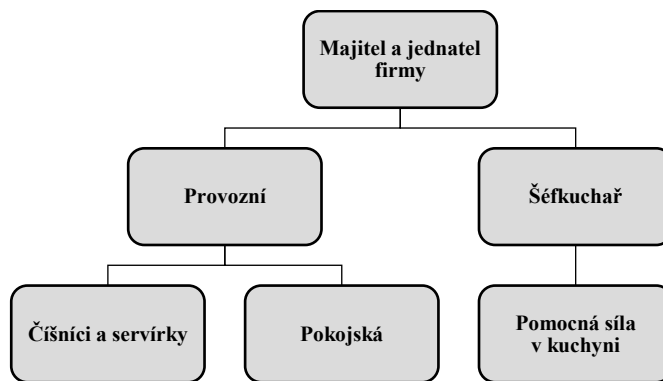 Majitel a jednatel
firmy
Provozní
Šéfkuchař
Číšníci a servírky
Pokojská
Pomocná síla
v kuchyni